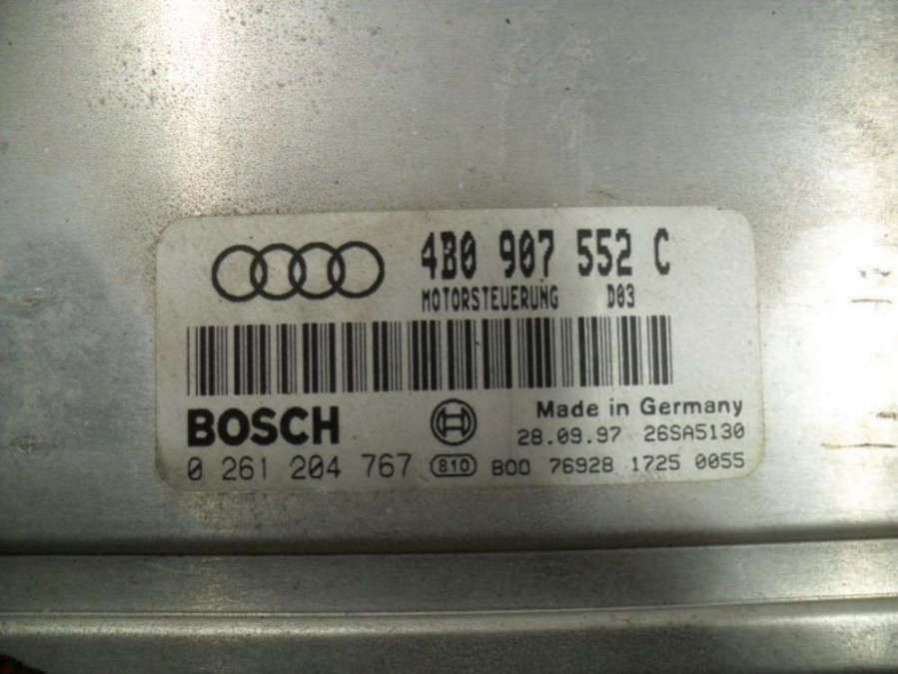 4B0 907 552 C
MOTORSTEUERUNG D03
BOSCH
Made in Germany
28.09.97 26SA5130
0 261 204 767 810 B00 76928 1725 0055